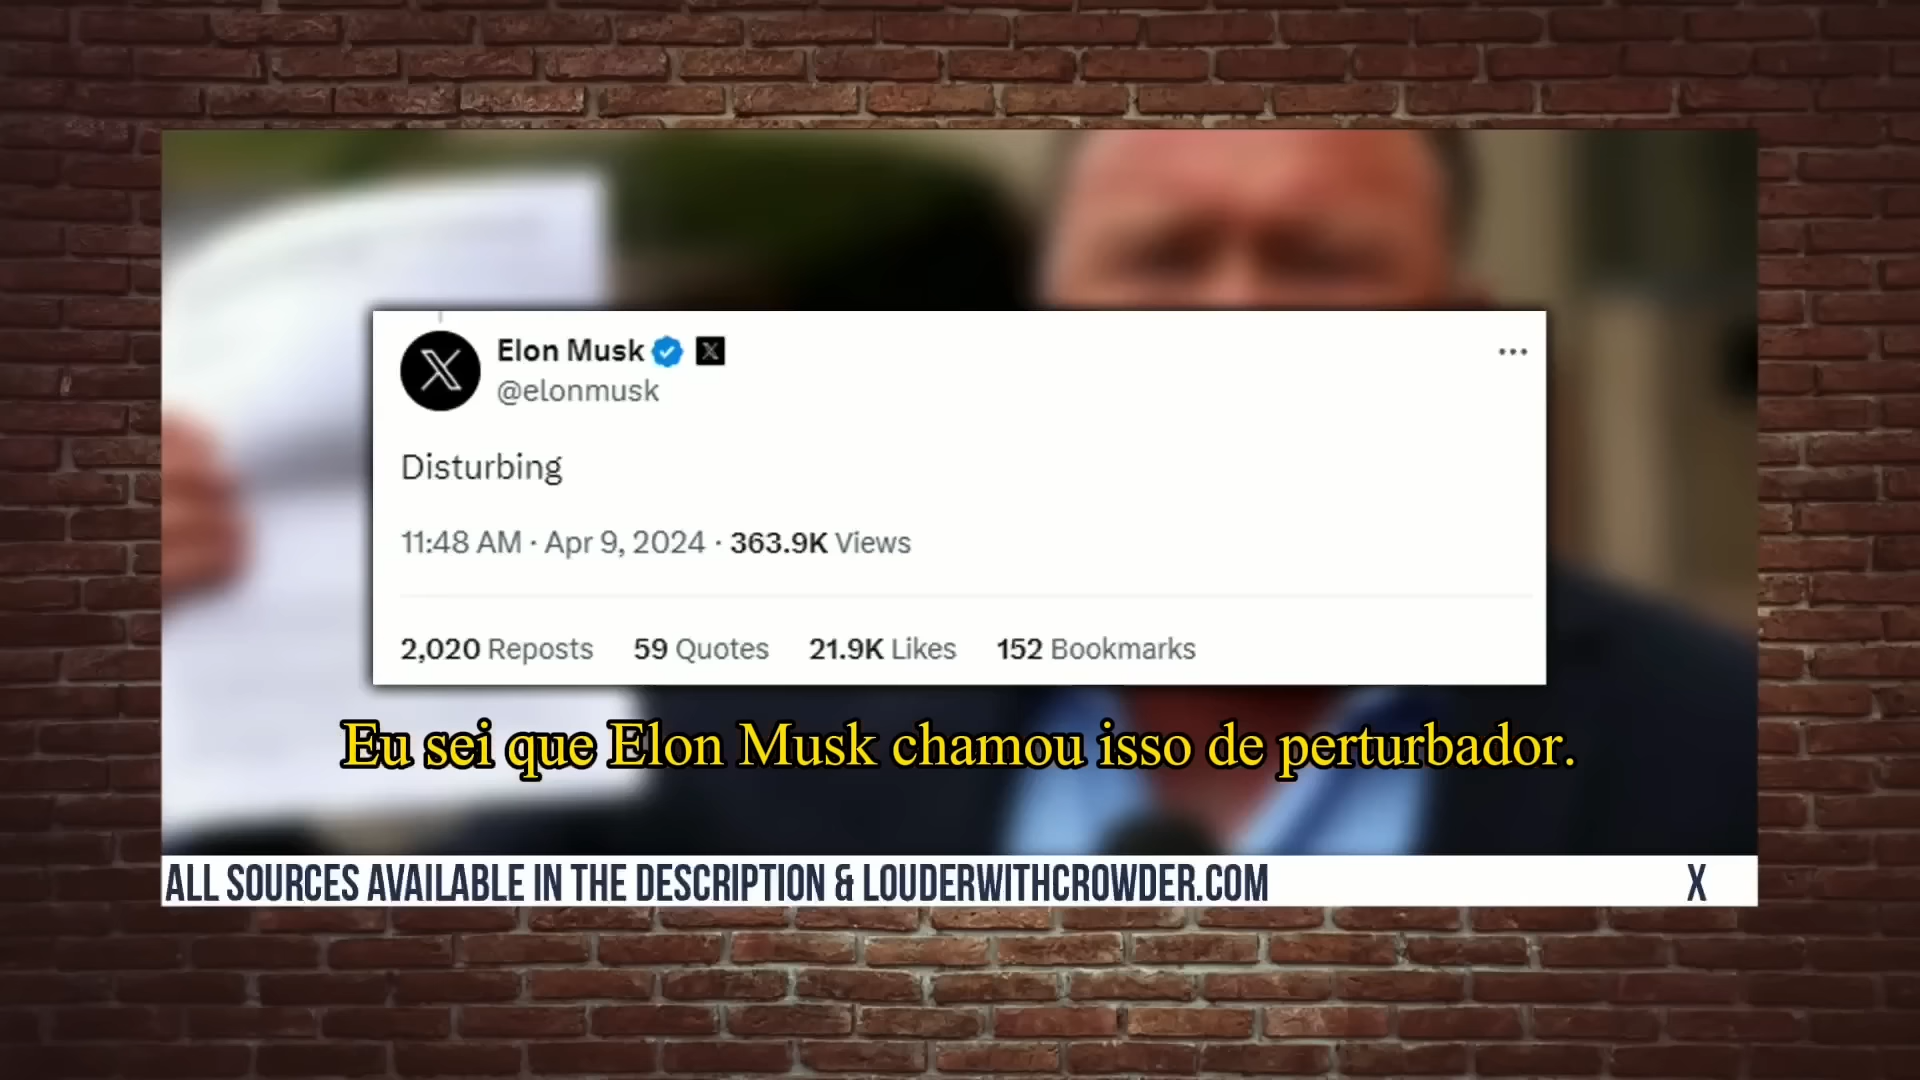 Elon Musk
@elonmusk
Disturbing
11:48 AM · Apr 9, 2024 · 363.9K Views
2,020 Reposts 59 Quotes 21.9K Likes 152 Bookmarks
Eu sei que Elon Musk chamou isso de perturbador.
ALL SOURCES AVAILABLE IN THE DESCRIPTION & LOUDERWITHCROWDER.COM X